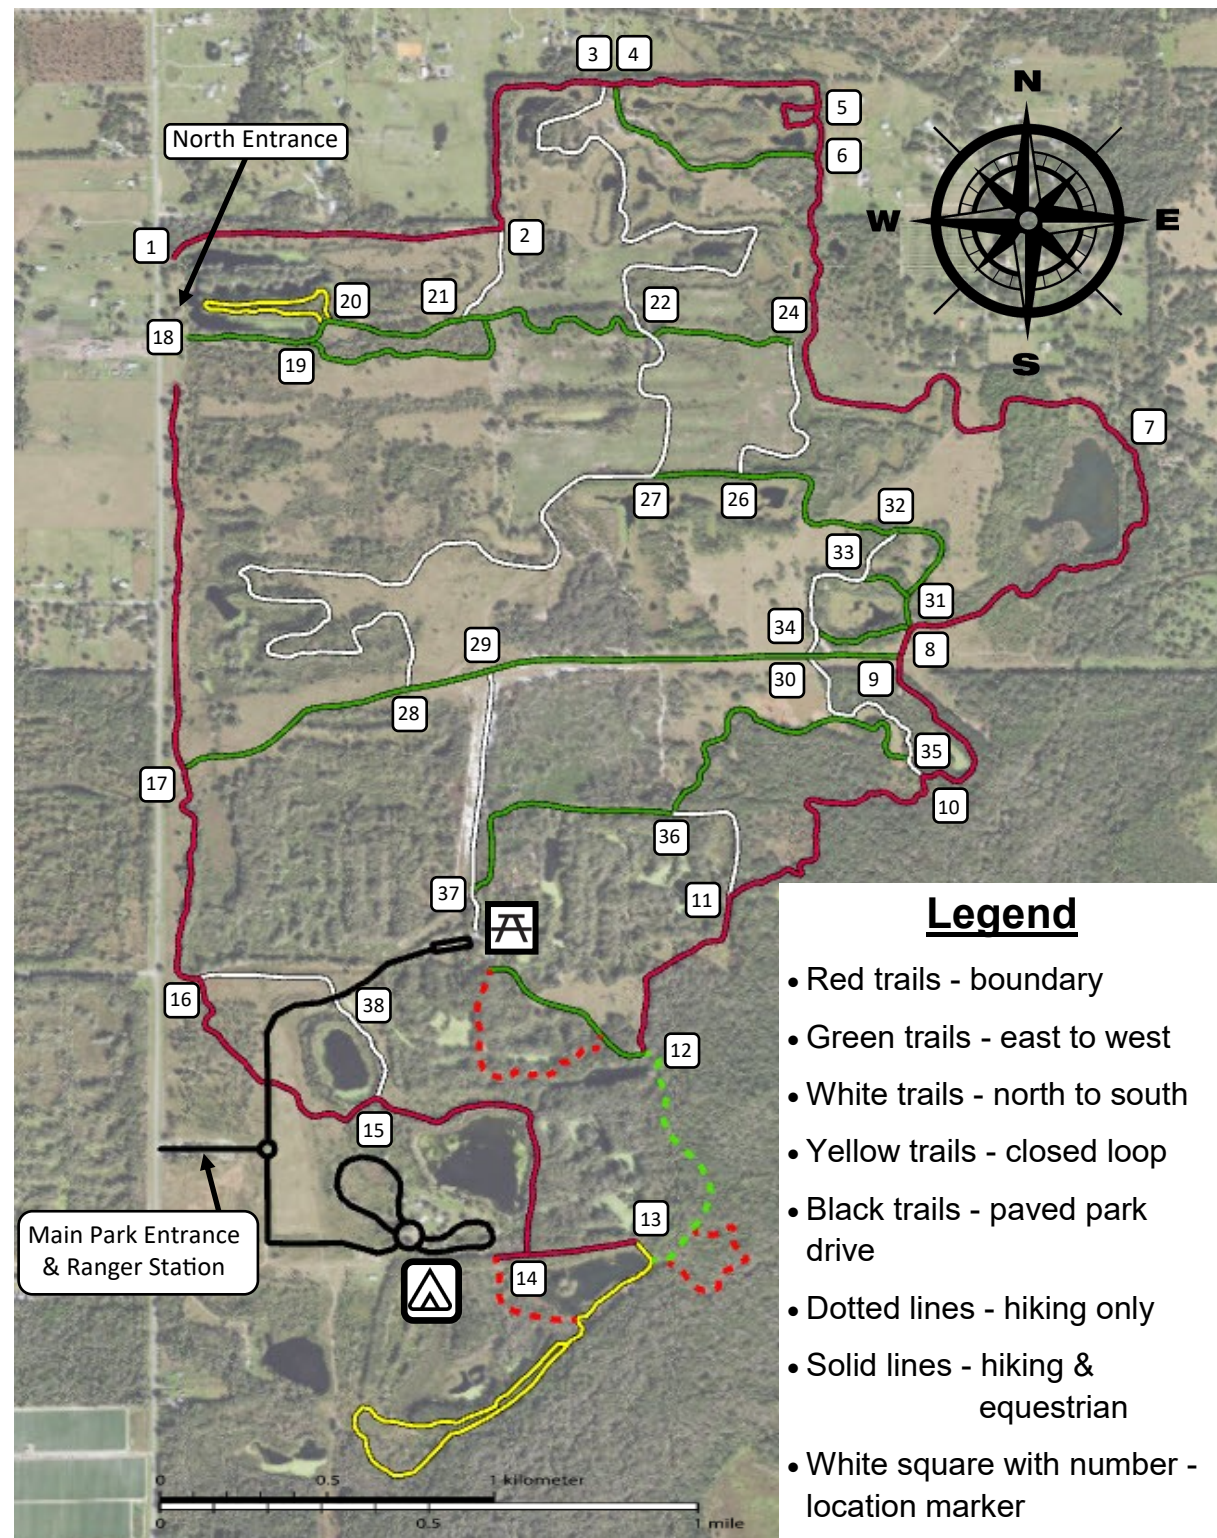 3 4
N
5
North Entrance
6
W E
1
2
20
21
22
24
18
19
S
7
27
26
32
33
31
34
29
8
30
9
28
35
17
10
36
37
11
Legend
• Red trails - boundary
16
38
• Green trails - east to west
12
• White trails - north to south
15
• Yellow trails - closed loop
• Black trails - paved park
drive
13
Main Park Entrance
& Ranger Station
14
• Dotted lines - hiking only
• Solid lines - hiking &
equestrian
• White square with number -
location marker
0 0.5 1 kilometer
0 0.5 1 mile